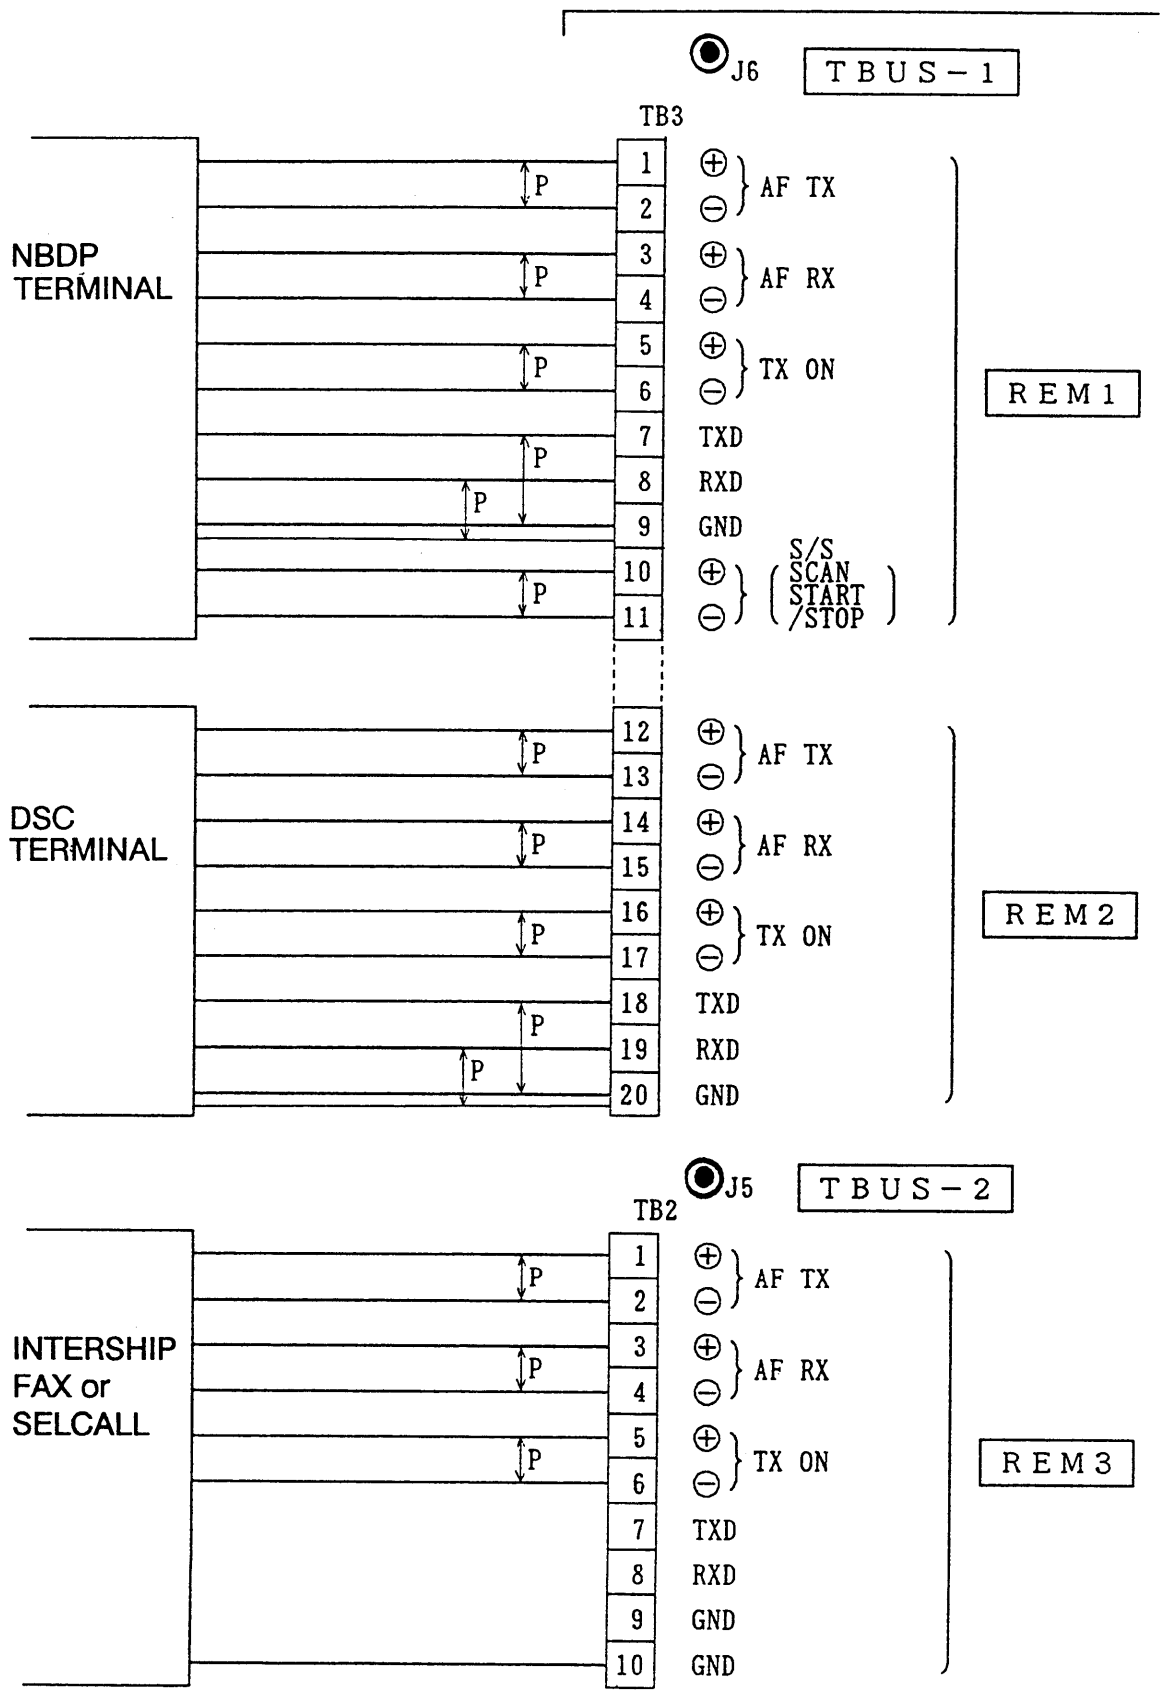 J6 TBUS-1
TB3
NBDP
TERMINAL
P
1 ⊕ AF TX
2 ⊖
P
3 ⊕ AF RX
4 ⊖
P
5 ⊕ TX ON
6 ⊖
REM1
7 TXD
P
8 RXD
P
9 GND
P
10 ⊕
11 ⊖
S/S
SCAN
START
/STOP
DSC
TERMINAL
P
12 ⊕ AF TX
13 ⊖
P
14 ⊕ AF RX
15 ⊖
P
16 ⊕ TX ON
17 ⊖
REM2
18 TXD
P
19 RXD
P
20 GND
J5 TBUS-2
TB2
INTERSHIP
FAX or
SELCALL
P
1 ⊕ AF TX
2 ⊖
P
3 ⊕ AF RX
4 ⊖
P
5 ⊕ TX ON
6 ⊖
REM3
7 TXD
8 RXD
9 GND
10 GND